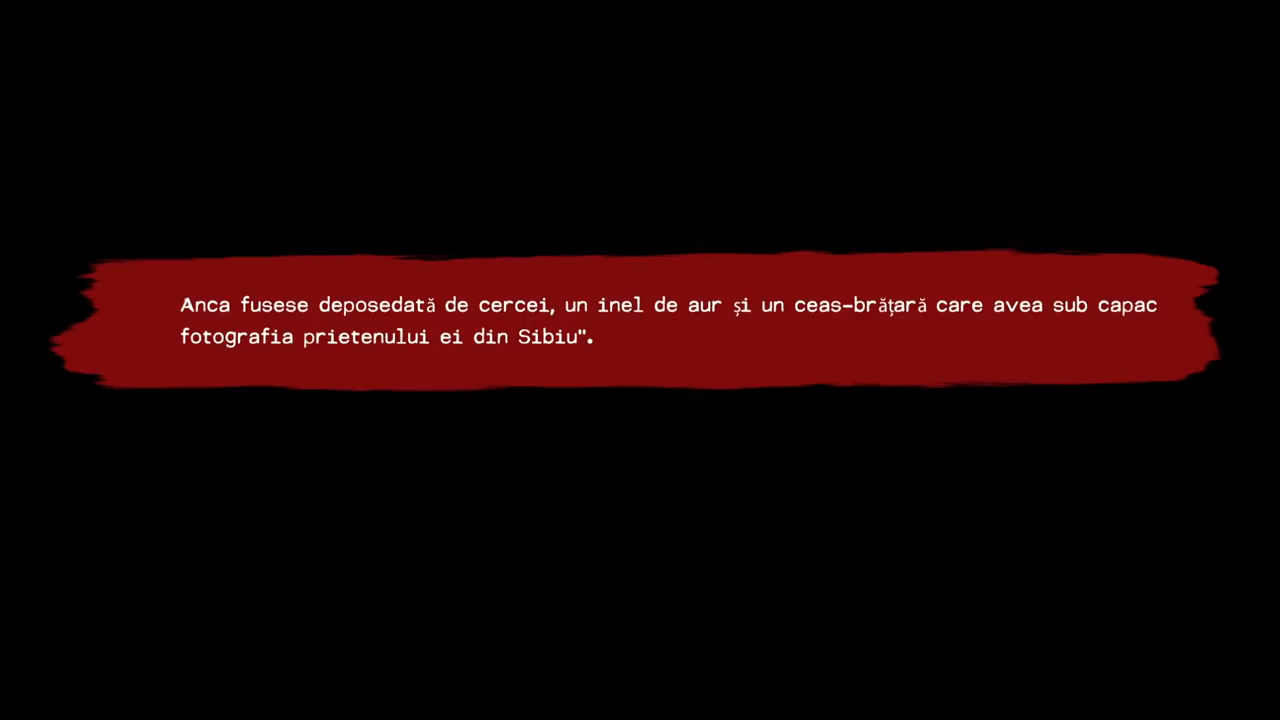 Anca fusese deposedată de cercei, un inel de aur și un ceas-brățară care avea sub capac
fotografia prietenului ei din Sibiu".